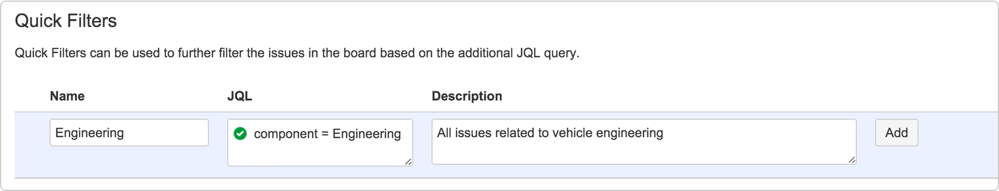 Quick Filters
Quick Filters can be used to further filter the issues in the board based on the additional JQL query.
Name JQL Description
Engineering component = Engineering All issues related to vehicle engineering Add